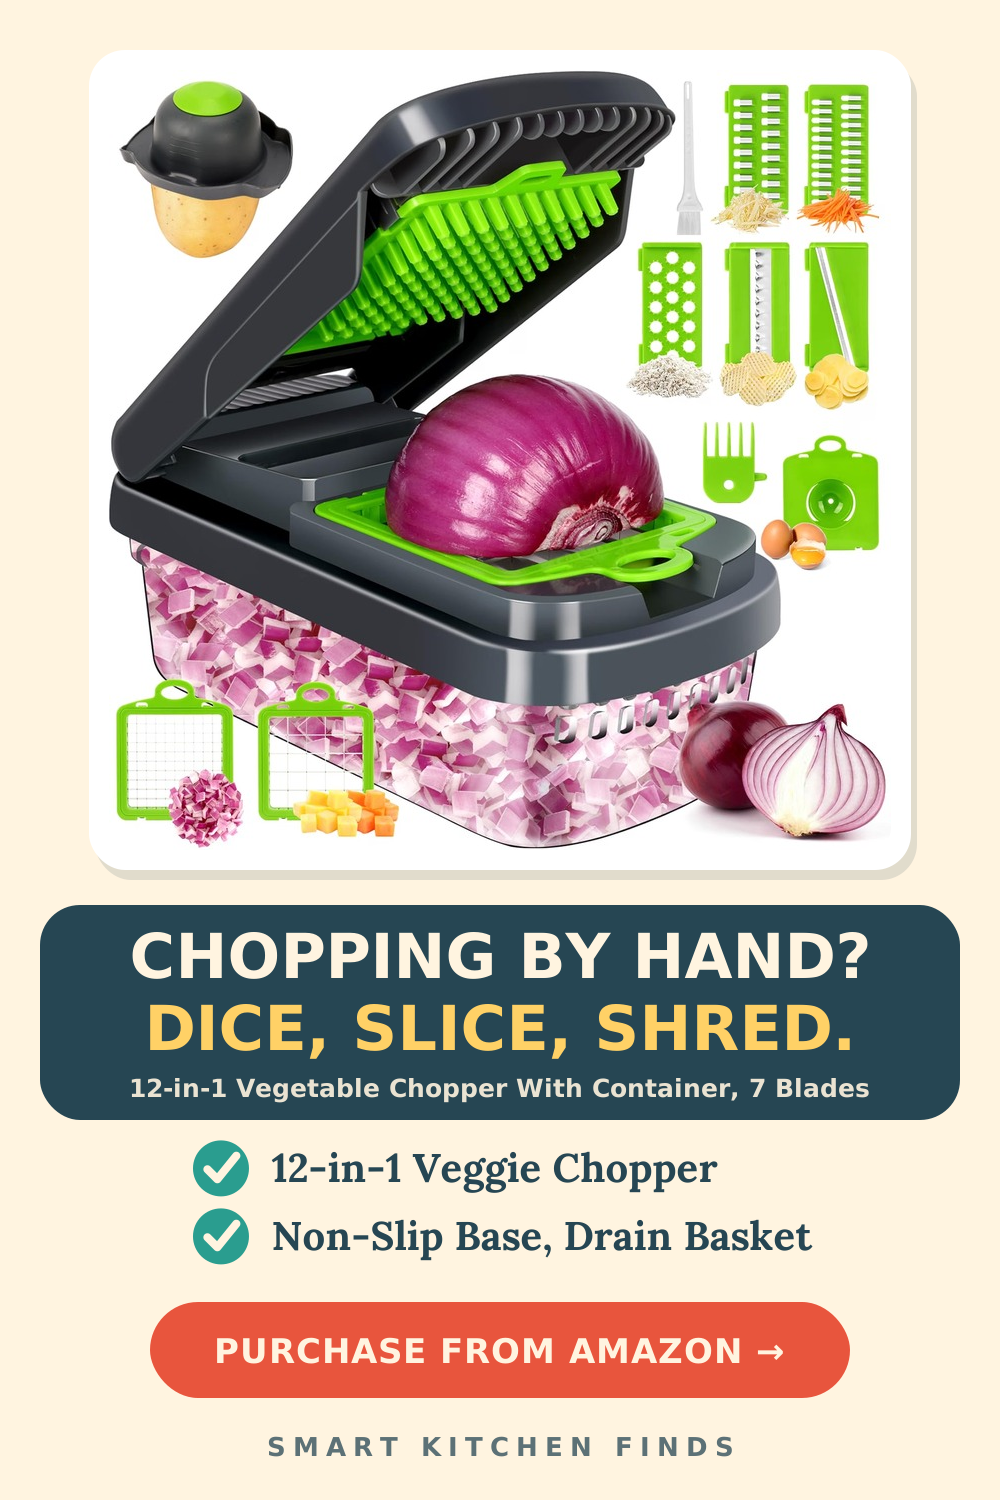 CHOPPING BY HAND?
DICE, SLICE, SHRED.
12-in-1 Vegetable Chopper With Container, 7 Blades
12-in-1 Veggie Chopper
Non-Slip Base, Drain Basket
PURCHASE FROM AMAZON →
SMART KITCHEN FINDS